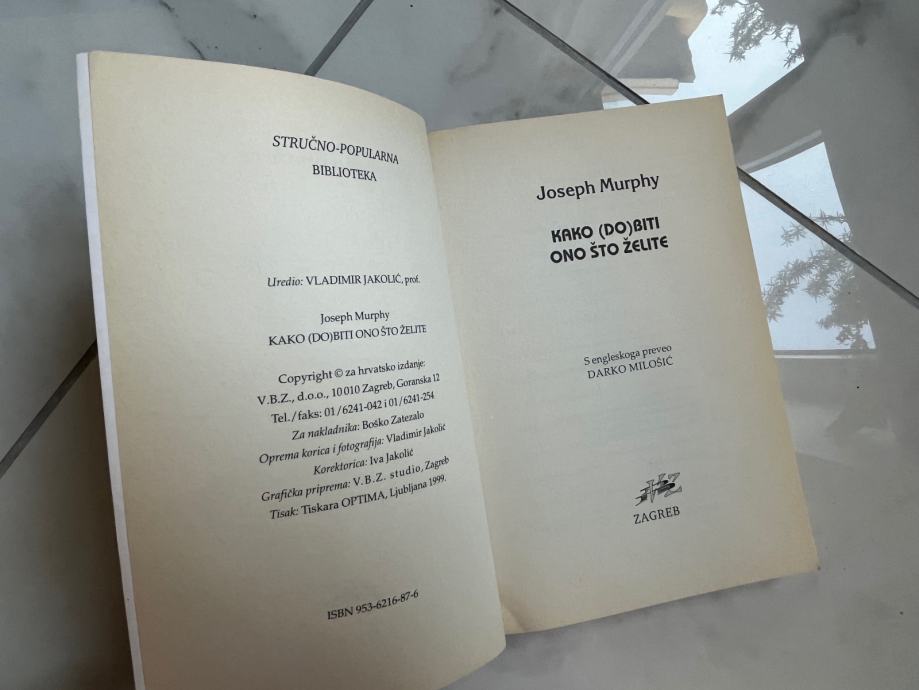 STRUČNO-POPULARNA
BIBLIOTEKA
Uredio: VLADIMIR JAKOLIĆ, prof.
Joseph Murphy
KAKO (DO)BITI ONO ŠTO ŽELITE
Copyright © za hrvatsko izdanje:
V.B.Z., d.o.o., 10 010 Zagreb, Goranska 12
Tel./faks: 01/6241-042 i 01/6241-254
Za nakladnika: Boško Zatezalo
Oprema korica i fotografija: Vladimir Jakolić
Korektorica: Iva Jakolić
Grafička priprema: V.B.Z. studio, Zagreb
Tisak: Tiskara OPTIMA, Ljubljana 1999.
ISBN 953-6216-87-6
Joseph Murphy
KAKO (DO)BITI
ONO ŠTO ŽELITE
S engleskoga preveo
DARKO MILOŠIĆ
VBZ
ZAGREB